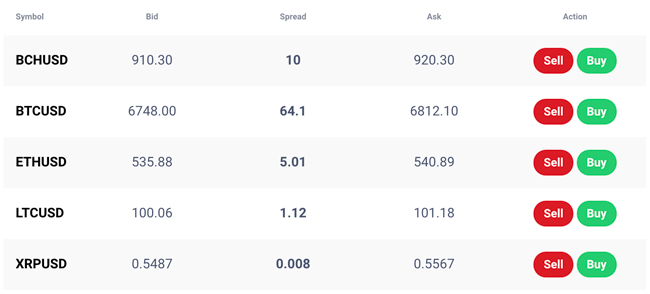 Symbol Bid Spread Ask Action
BCHUSD 910.30 10 920.30 Sell Buy
BTCUSD 6748.00 64.1 6812.10 Sell Buy
ETHUSD 535.88 5.01 540.89 Sell Buy
LTCUSD 100.06 1.12 101.18 Sell Buy
XRPUSD 0.5487 0.008 0.5567 Sell Buy